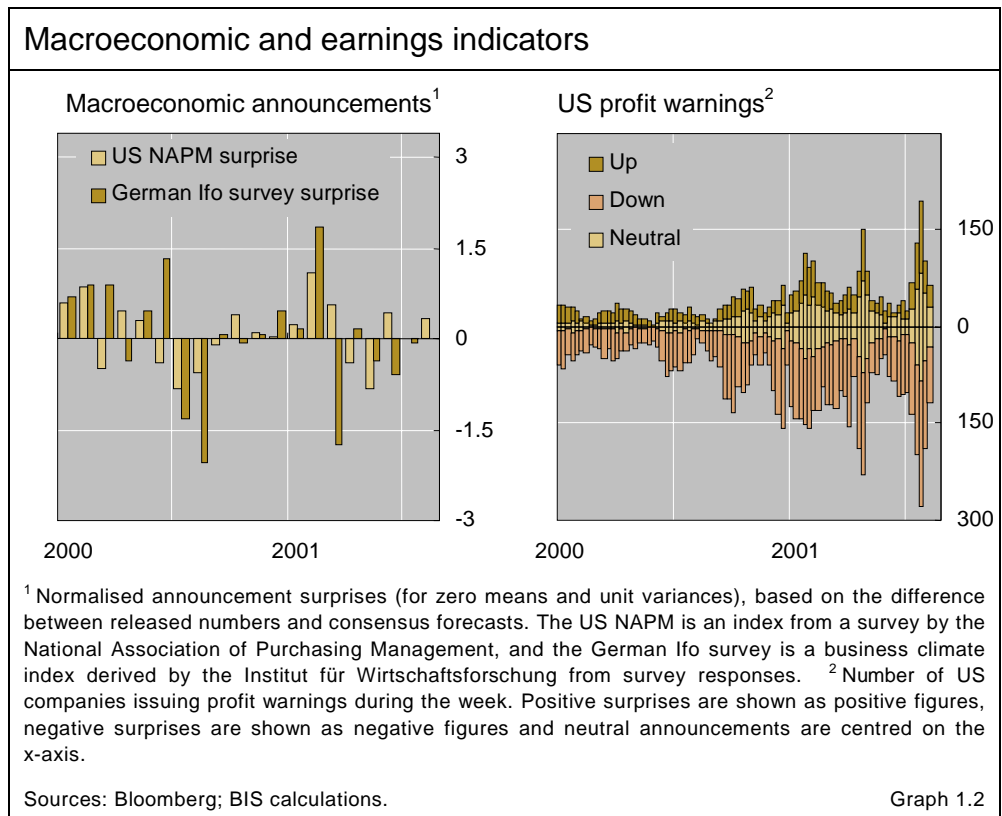 Macroeconomic and earnings indicators
Macroeconomic announcements1
US NAPM surprise
German Ifo survey surprise
3
1.5
0
-1.5
-3
2000
2001
US profit warnings2
Up
Down
Neutral
150
0
150
300
2000
2001
1 Normalised announcement surprises (for zero means and unit variances), based on the difference
between released numbers and consensus forecasts. The US NAPM is an index from a survey by the
National Association of Purchasing Management, and the German Ifo survey is a business climate
index derived by the Institut für Wirtschaftsforschung from survey responses. 2 Number of US
companies issuing profit warnings during the week. Positive surprises are shown as positive figures,
negative surprises are shown as negative figures and neutral announcements are centred on the
x-axis.
Sources: Bloomberg; BIS calculations.
Graph 1.2